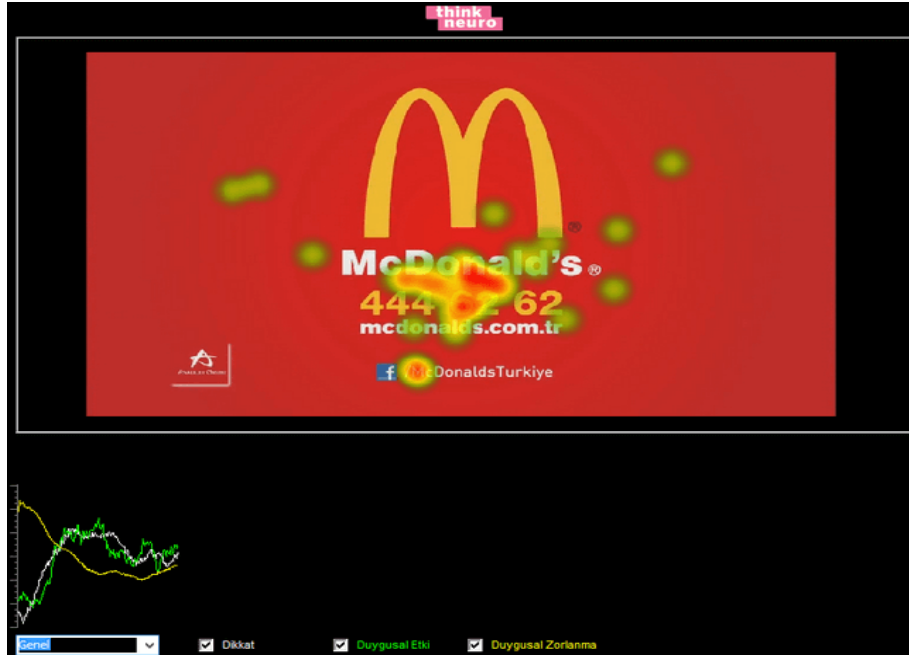 think
neuro
®
McDonald's ®
444 62 62
mcdonalds.com.tr
McDonaldsTurkiye
Genel
Dikkat
Duygusal Etki
Duygusal Zorlanma